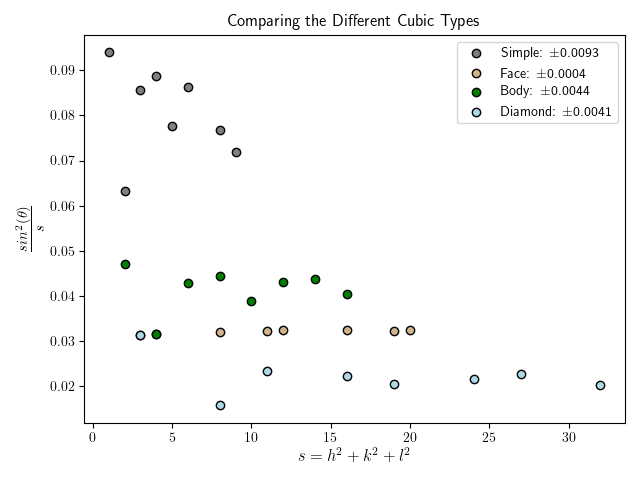 Comparing the Different Cubic Types
Simple: ±0.0093
Face: ±0.0004
Body: ±0.0044
Diamond: ±0.0041
0.09
0.08
0.07
0.06
0.05
0.04
0.03
0.02
sin²(θ)
s
0 5 10 15 20 25 30
s = h² + k² + l²